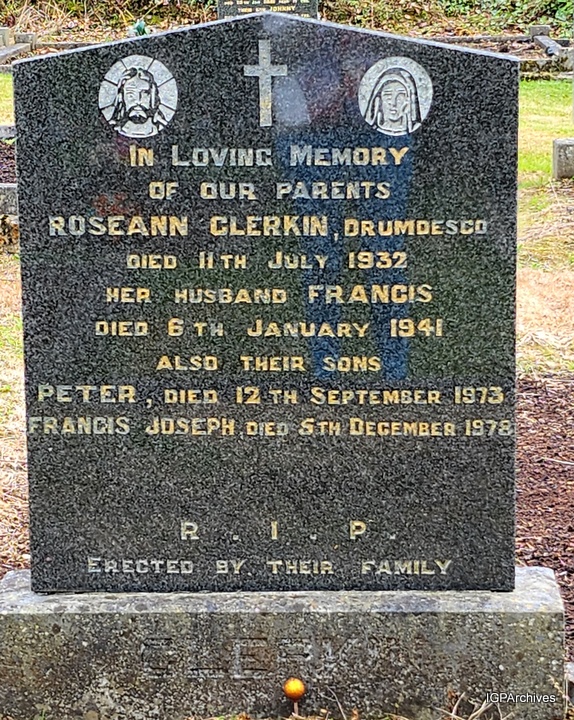 IN LOVING MEMORY
OF OUR PARENTS
ROSEANN CLERKIN, DRUMDESCO
DIED 11TH JULY 1932
HER HUSBAND FRANCIS
DIED 6TH JANUARY 1941
ALSO THEIR SONS
PETER, DIED 12TH SEPTEMBER 1973
FRANCIS JOSEPH DIED 5TH DECEMBER 1978
R . I . P.
ERECTED BY THEIR FAMILY
IGPArchives